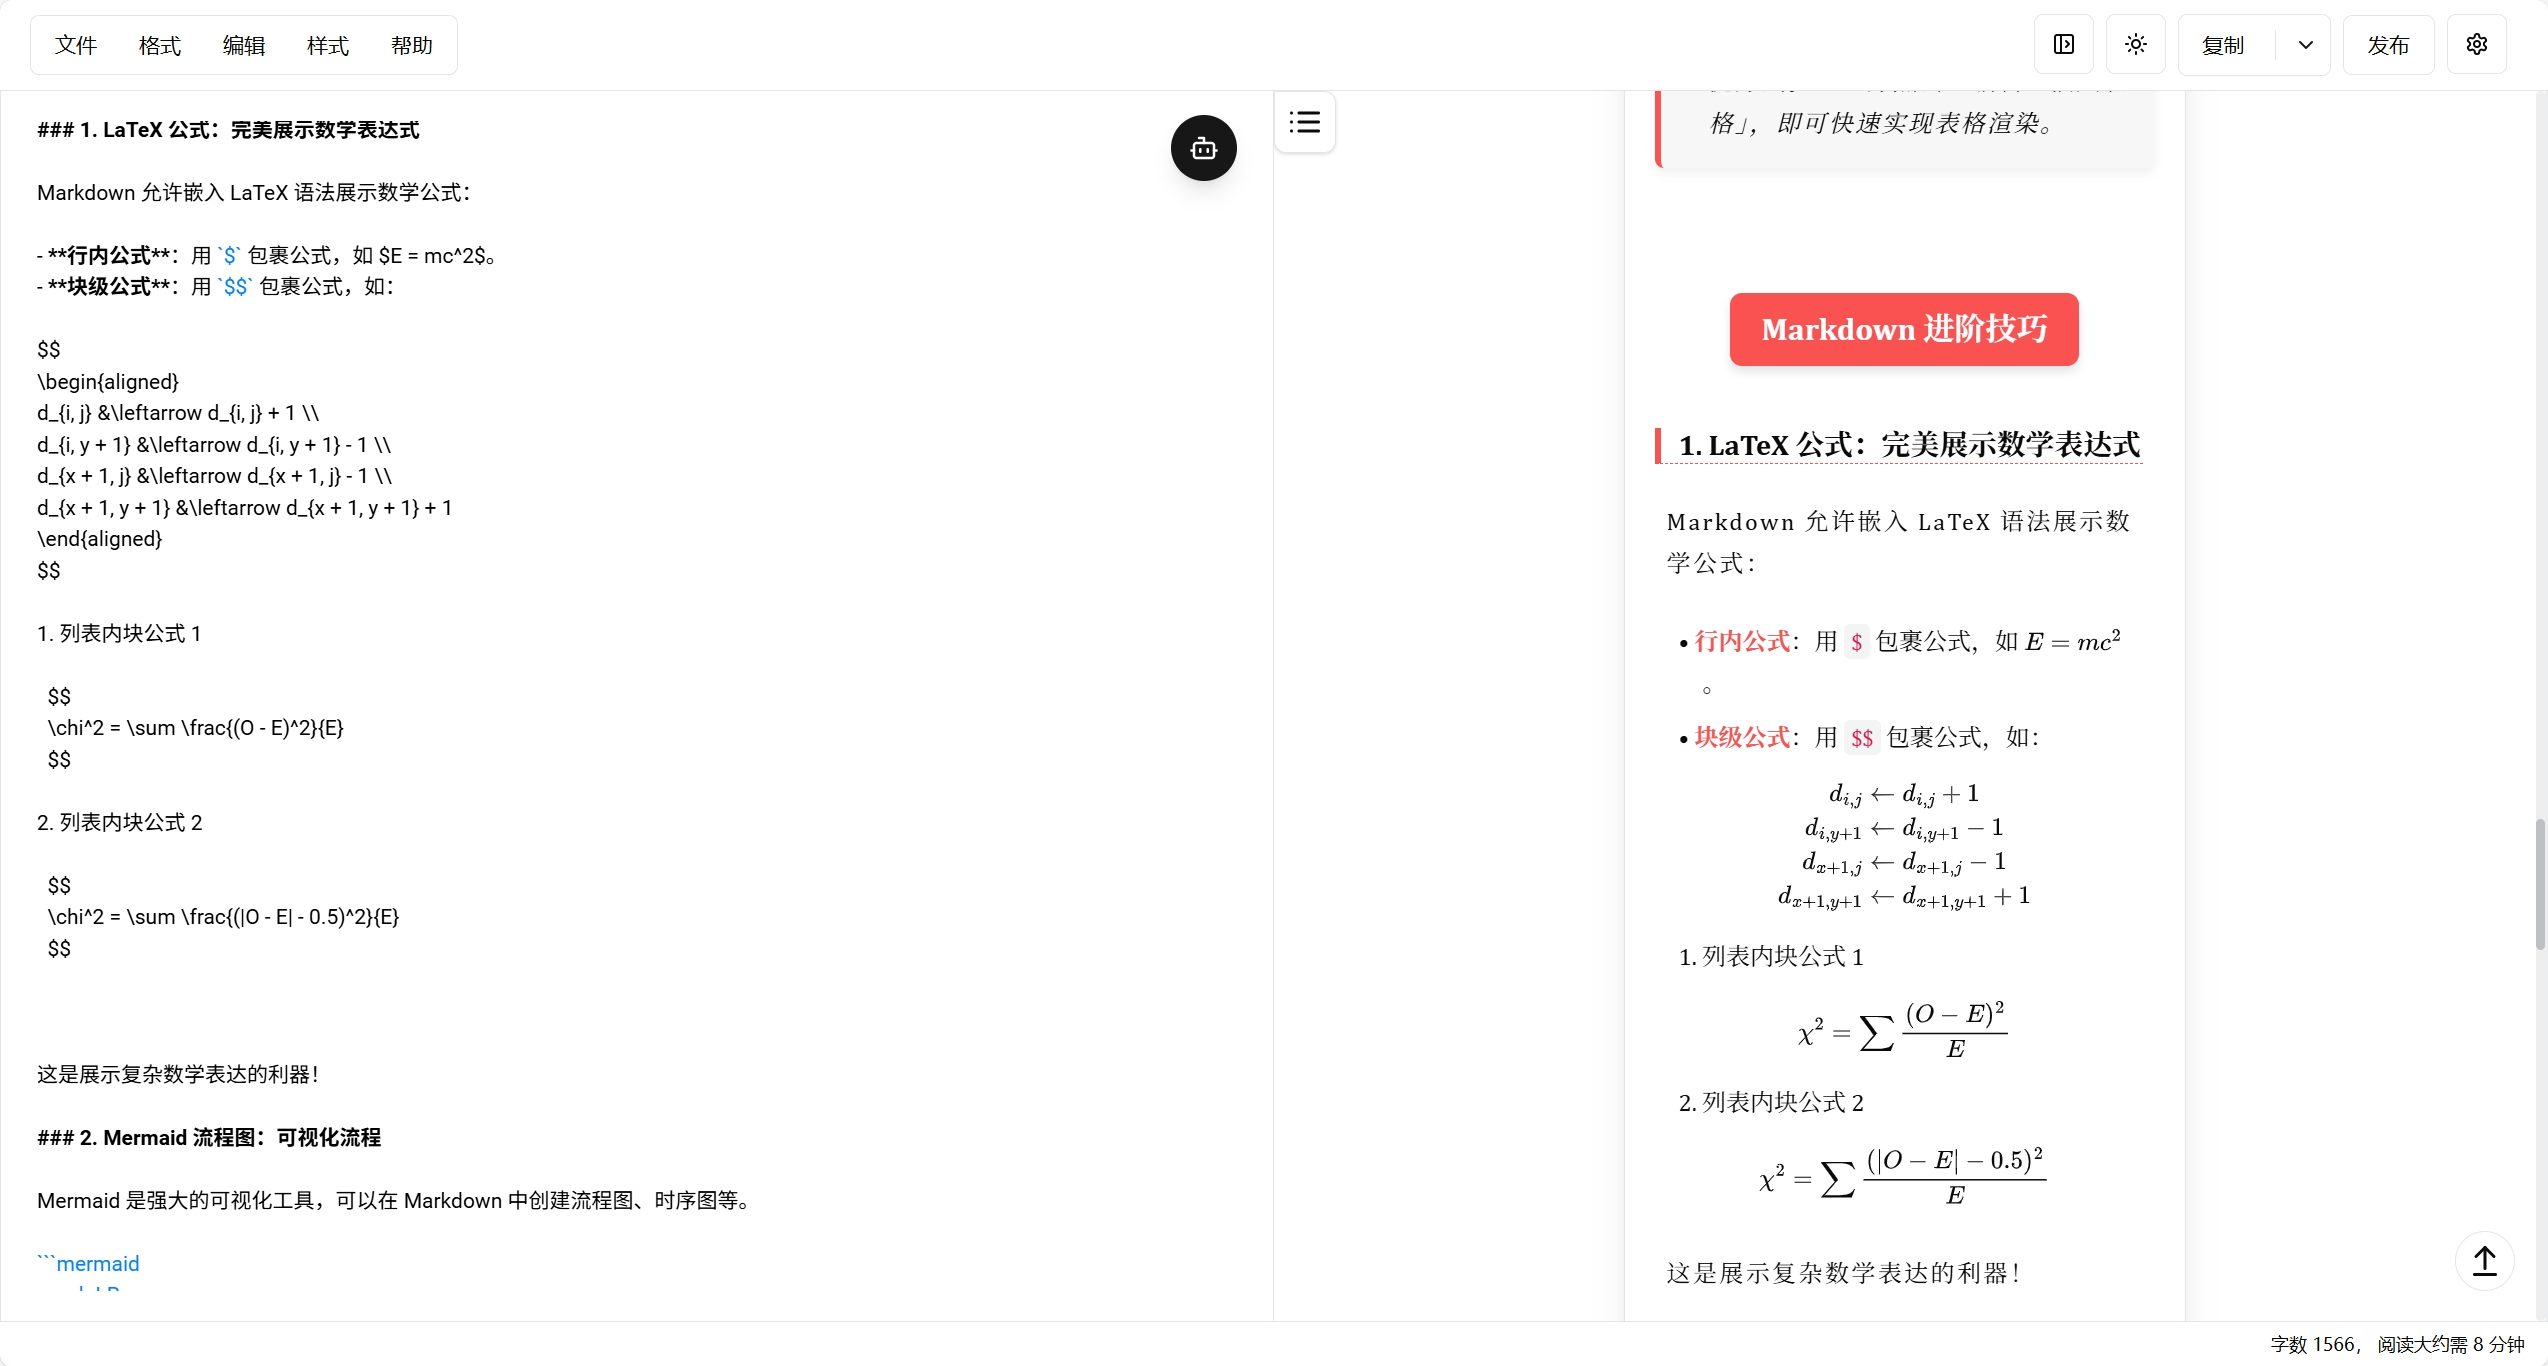 文件 格式 编辑 样式 帮助 复制 发布
### 1. LaTeX 公式：完美展示数学表达式
Markdown 允许嵌入 LaTeX 语法展示数学公式：
- **行内公式**：用 `$` 包裹公式，如 $E = mc^2$。
- **块级公式**：用 `$$` 包裹公式，如：
$$
\begin{aligned}
d_{i, j} &\leftarrow d_{i, j} + 1 \\
d_{i, y + 1} &\leftarrow d_{i, y + 1} - 1 \\
d_{x + 1, j} &\leftarrow d_{x + 1, j} - 1 \\
d_{x + 1, y + 1} &\leftarrow d_{x + 1, y + 1} + 1
\end{aligned}
$$
1. 列表内块公式 1
$$
\chi^2 = \sum \frac{(O - E)^2}{E}
$$
2. 列表内块公式 2
$$
\chi^2 = \sum \frac{(|O - E| - 0.5)^2}{E}
$$
这是展示复杂数学表达的利器！
### 2. Mermaid 流程图：可视化流程
Mermaid 是强大的可视化工具，可以在 Markdown 中创建流程图、时序图等。
```mermaid
格」，即可快速实现表格渲染。
Markdown 进阶技巧
1. LaTeX 公式：完美展示数学表达式
Markdown 允许嵌入 LaTeX 语法展示数
学公式：
• 行内公式：用 $ 包裹公式，如 E = mc²
。
• 块级公式：用 $$ 包裹公式，如：
d_{i,j} ← d_{i,j} + 1
d_{i,y+1} ← d_{i,y+1} − 1
d_{x+1,j} ← d_{x+1,j} − 1
d_{x+1,y+1} ← d_{x+1,y+1} + 1
1. 列表内块公式 1
χ² = ∑ (O − E)² / E
2. 列表内块公式 2
χ² = ∑ (|O − E| − 0.5)² / E
这是展示复杂数学表达的利器！
字数 1566， 阅读大约需 8 分钟